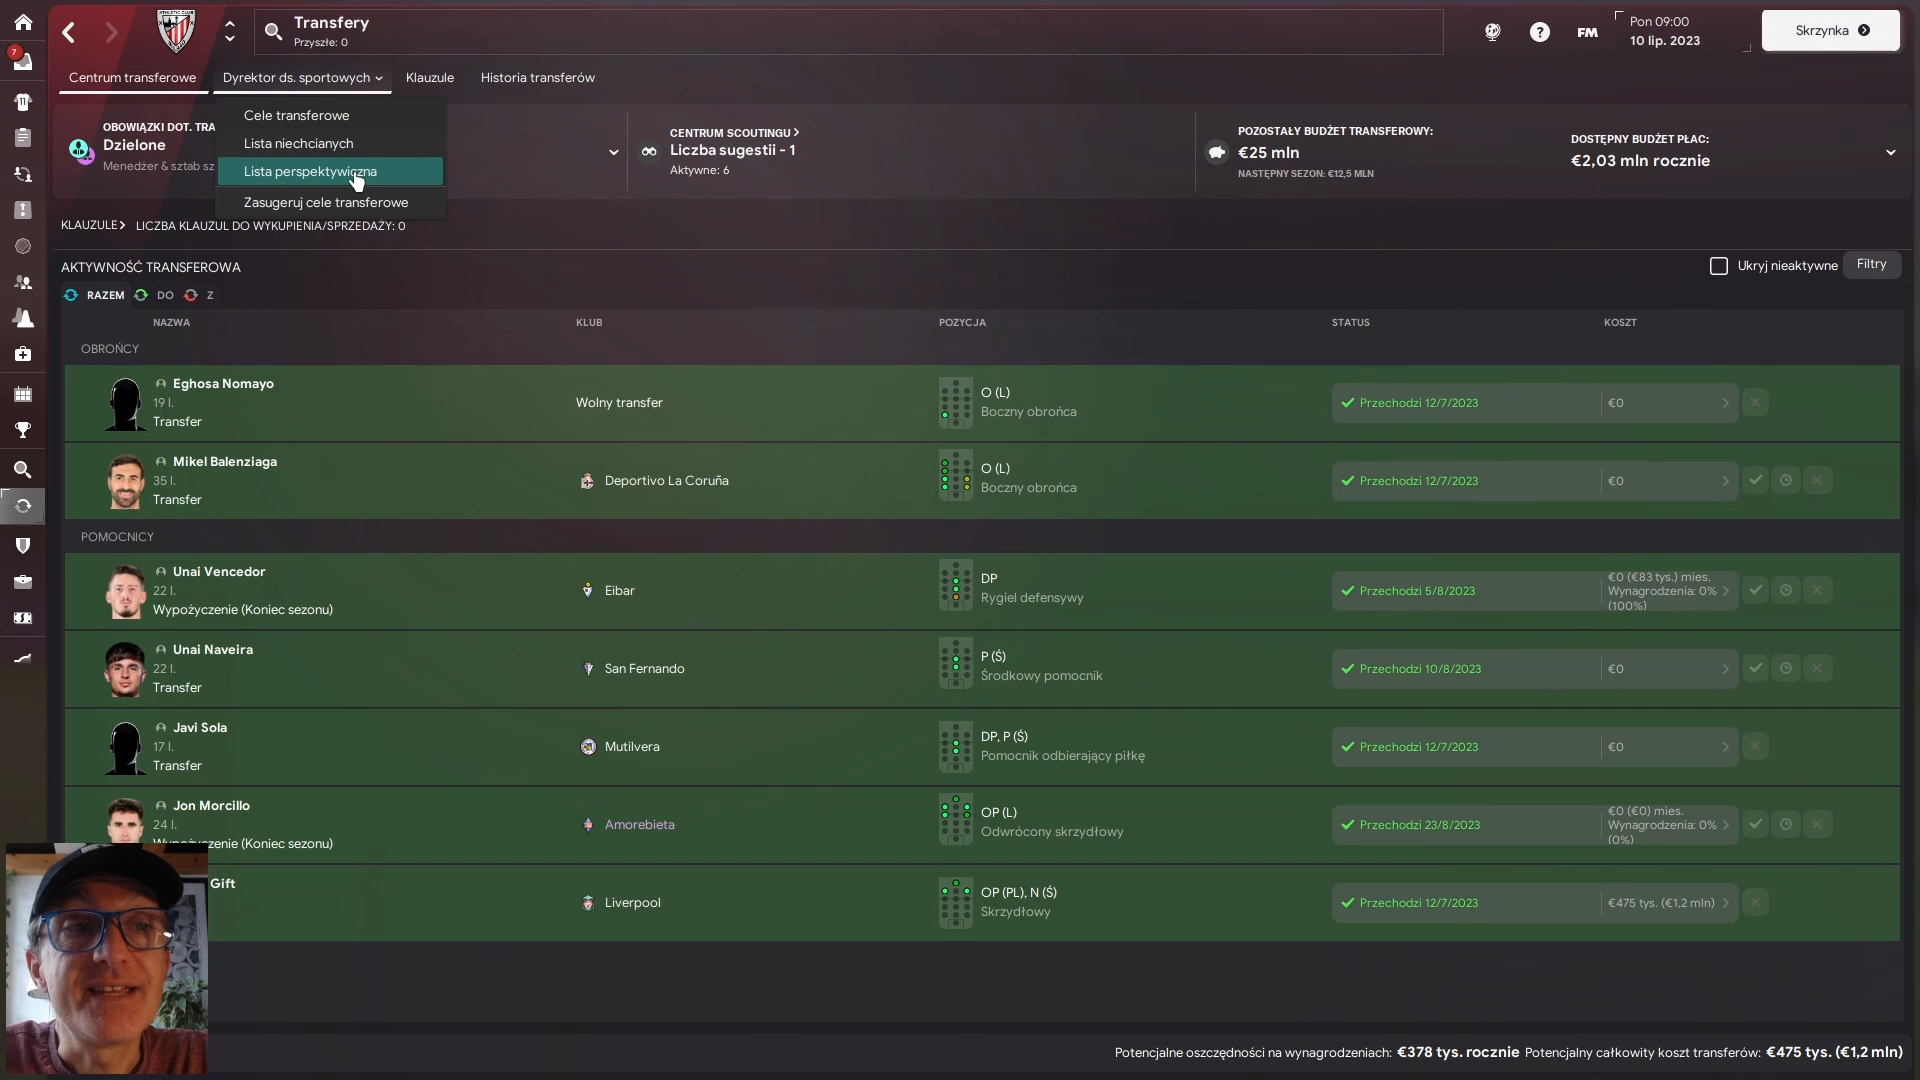 Transfery
Przyszłe: 0
7
11
FM
Pon 09:00
10 lip. 2023
Skrzynka
Centrum transferowe
Dyrektor ds. sportowych
Klauzule
Historia transferów
Cele transferowe
Lista niechcianych
Lista perspektywiczna
Zasugeruj cele transferowe
OBOWIĄZKI DOT. TRA
Dzielone
Menedżer & sztab sz
CENTRUM SCOUTINGU
Liczba sugestii - 1
Aktywne: 6
POZOSTAŁY BUDŻET TRANSFEROWY:
€25 mln
NASTĘPNY SEZON: €12,5 MLN
DOSTĘPNY BUDŻET PŁAC:
€2,03 mln rocznie
KLAUZULE
LICZBA KLAUZUL DO WYKUPIENIA/SPRZEDAŻY: 0
AKTYWNOŚĆ TRANSFEROWA
Ukryj nieaktywne
Filtry
RAZEM DO Z
NAZWA KLUB POZYCJA STATUS KOSZT
OBROŃCY
Eghosa Nomayo
19 l.
Transfer
Wolny transfer
O (L)
Boczny obrońca
Przechodzi 12/7/2023
€0
Mikel Balenziaga
35 l.
Transfer
Deportivo La Coruña
O (L)
Boczny obrońca
Przechodzi 12/7/2023
€0
POMOCNICY
Unai Vencedor
22 l.
Wypożyczenie (Koniec sezonu)
Eibar
DP
Rygiel defensywy
Przechodzi 5/8/2023
€0 (€83 tys.) mies.
Wynagrodzenia: 0%
(100%)
Unai Naveira
22 l.
Transfer
San Fernando
P (Ś)
Środkowy pomocnik
Przechodzi 10/8/2023
€0
Javi Sola
17 l.
Transfer
Mutilvera
DP, P (Ś)
Pomocnik odbierający piłkę
Przechodzi 12/7/2023
€0
Jon Morcillo
24 l.
Wypożyczenie (Koniec sezonu)
Amorebieta
OP (L)
Odwrócony skrzydłowy
Przechodzi 23/8/2023
€0 (€0) mies.
Wynagrodzenia: 0%
(0%)
Gift
Liverpool
OP (PL), N (Ś)
Skrzydłowy
Przechodzi 12/7/2023
€475 tys. (€1,2 mln)
Potencjalne oszczędności na wynagrodzeniach: €378 tys. rocznie Potencjalny całkowity koszt transferów: €475 tys. (€1,2 mln)